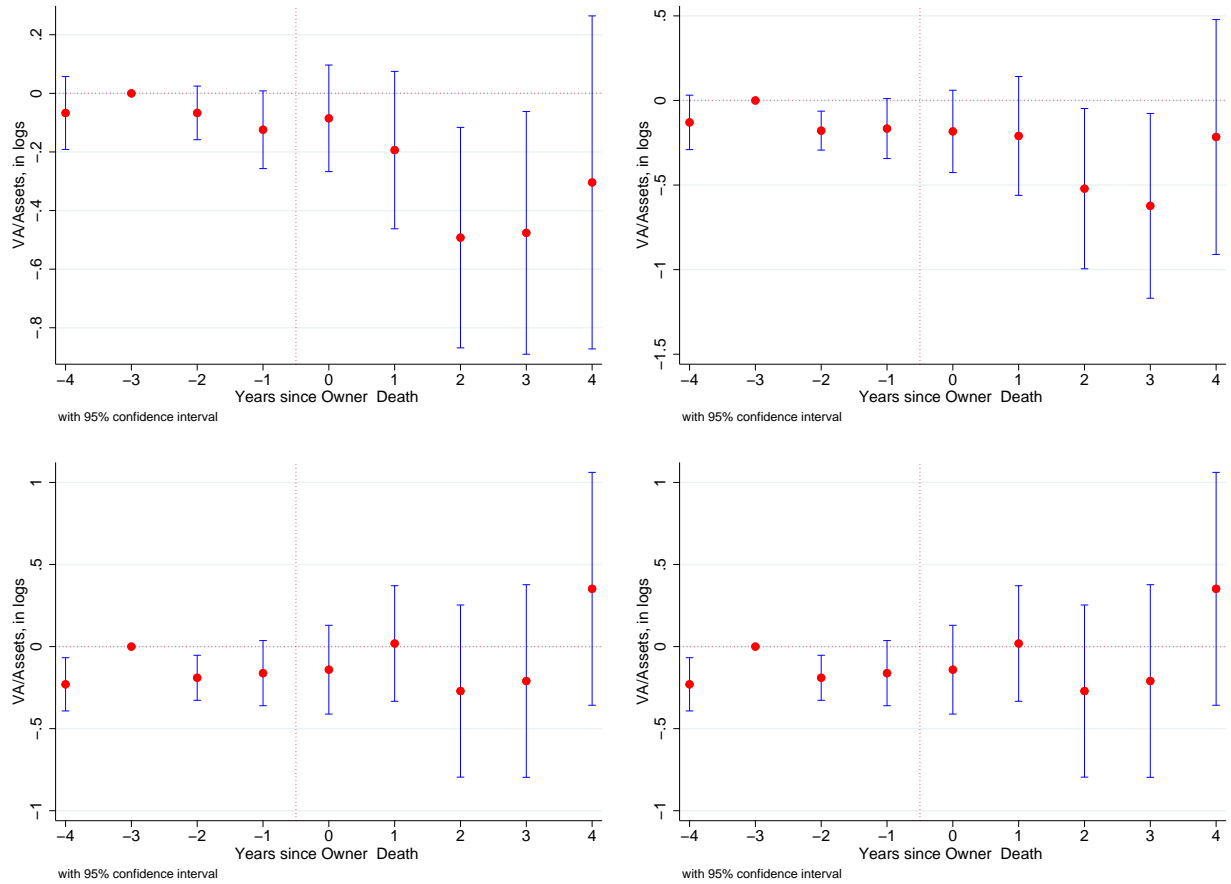 .2
0
−.2
−.4
−.6
−.8
VA/Assets, in logs
−4 −3 −2 −1 0 1 2 3 4
Years since Owner  Death
with 95% confidence interval
.5
0
−.5
−1
−1.5
VA/Assets, in logs
−4 −3 −2 −1 0 1 2 3 4
Years since Owner  Death
with 95% confidence interval
1
.5
0
−.5
−1
VA/Assets, in logs
−4 −3 −2 −1 0 1 2 3 4
Years since Owner  Death
with 95% confidence interval
1
.5
0
−.5
−1
VA/Assets, in logs
−4 −3 −2 −1 0 1 2 3 4
Years since Owner  Death
with 95% confidence interval